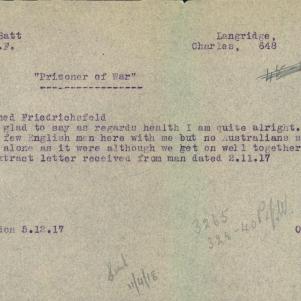 Batt Langridge,
.F. Charles, 648
"Prisoner of War"
ned Friedrichsfeld
glad to say as regards health I am quite alright.
few English men here with me but no Australians s
alone as it were although we get on well together
xtract letter received from man dated 2.11.17
don 5.12.17 O
3265